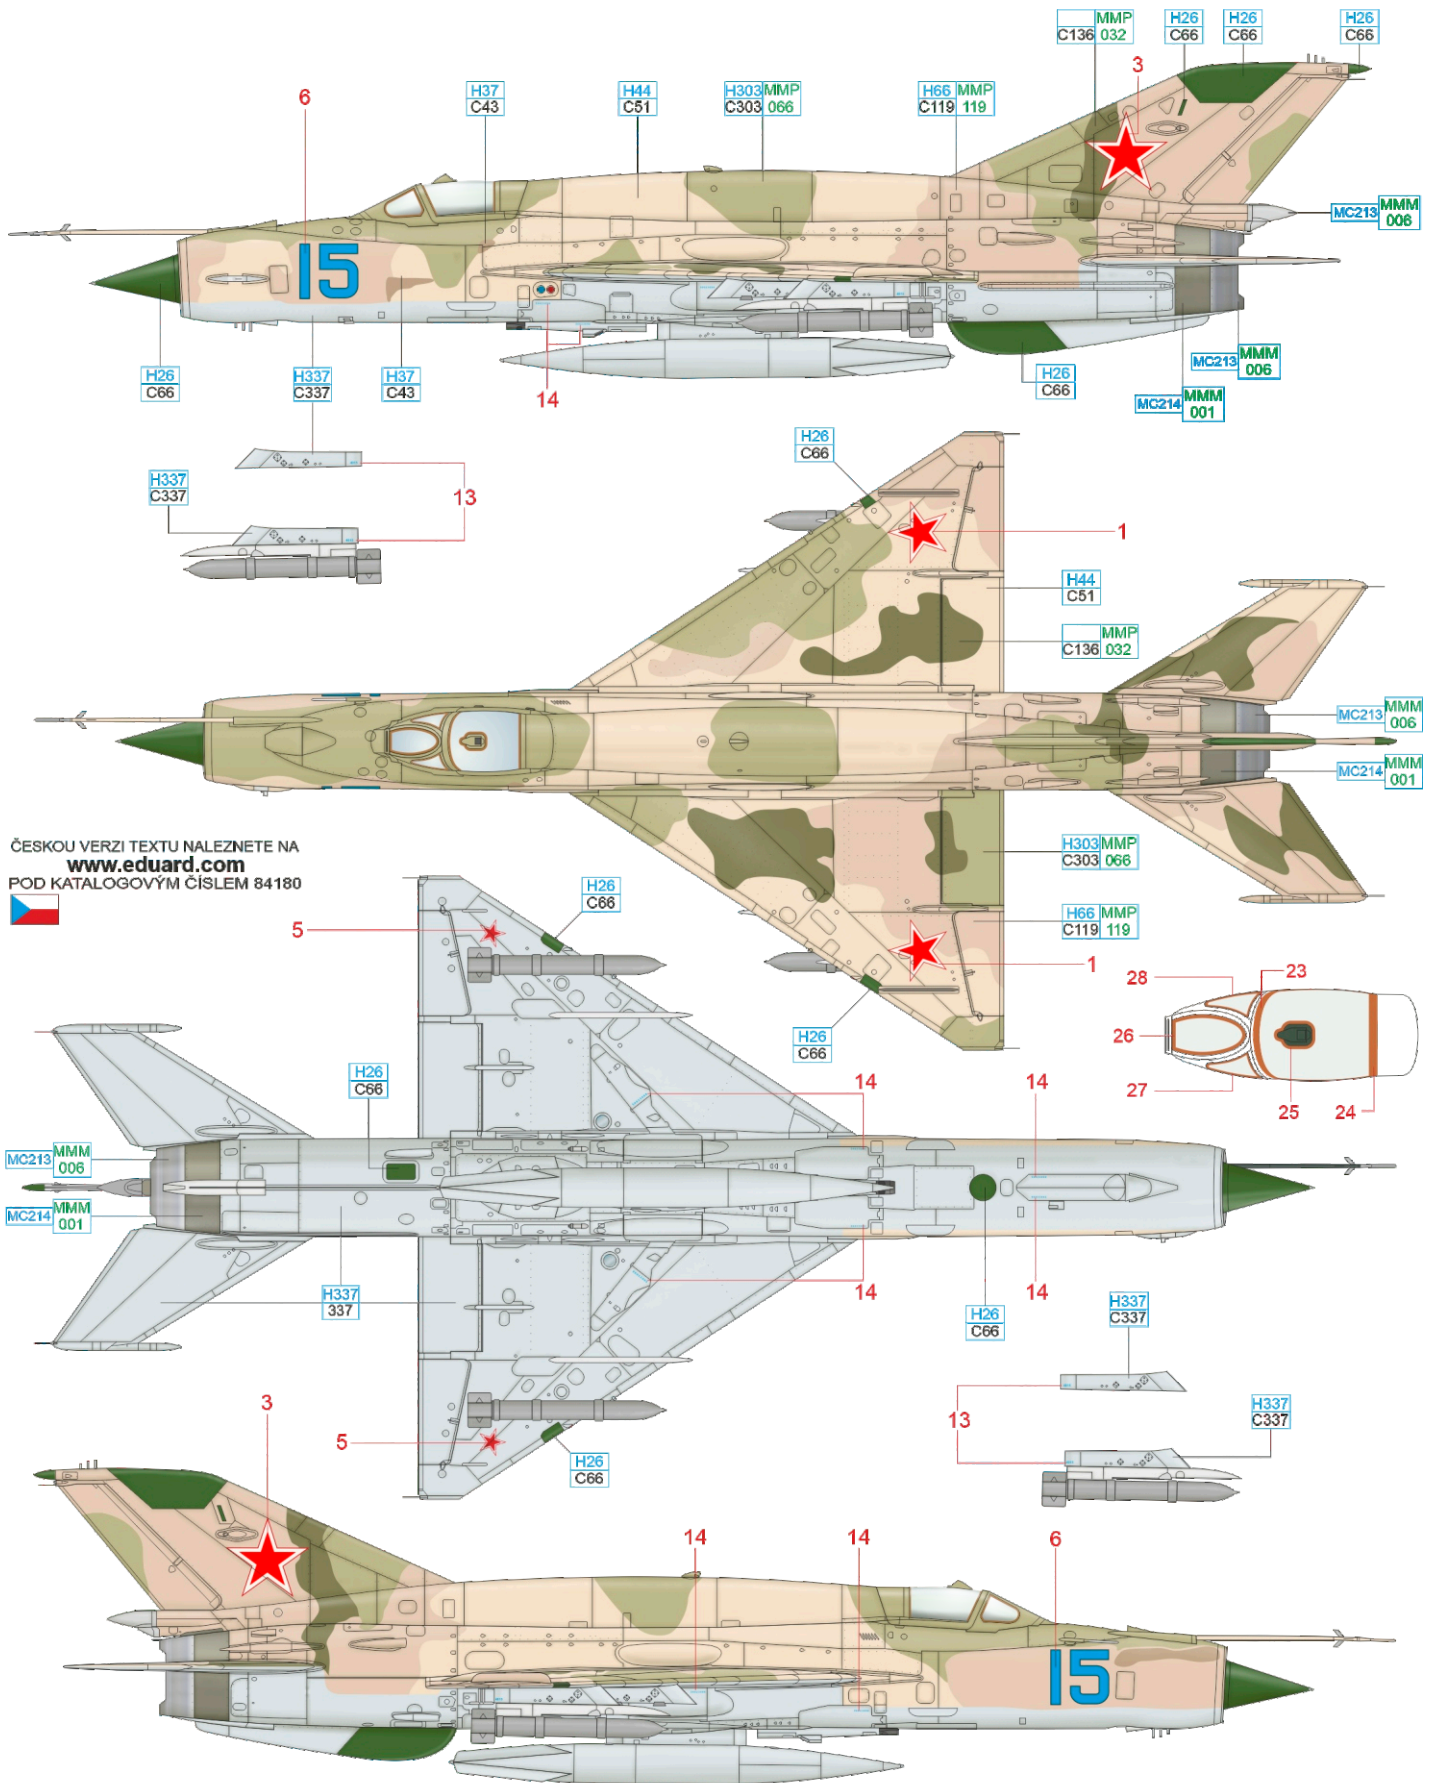 MMP
C136 032
H26
C66
H26
C66
H26
C66
3
6
H37
C43
H44
C51
H303 MMP
C303 066
H66 MMP
C119 119
15
MC213 MMM
006
H26
C66
H337
C337
H37
C43
14
H26
C66
MC213 MMM
006
MC214 MMM
001
H26
C66
H337
C337
13
1
H44
C51
MMP
C136 032
MC213 MMM
006
MC214 MMM
001
ČESKOU VERZI TEXTU NALEZNETE NA
www.eduard.com
POD KATALOGOVÝM ČÍSLEM 84180
H303 MMP
C303 066
H26
C66
5
H66 MMP
C119 119
1
28
23
26
27
25
24
H26
C66
H26
C66
14
14
MC213 MMM
006
MC214 MMM
001
H337
337
14
14
H26
C66
H337
C337
13
H337
C337
3
5
H26
C66
14
14
6
15